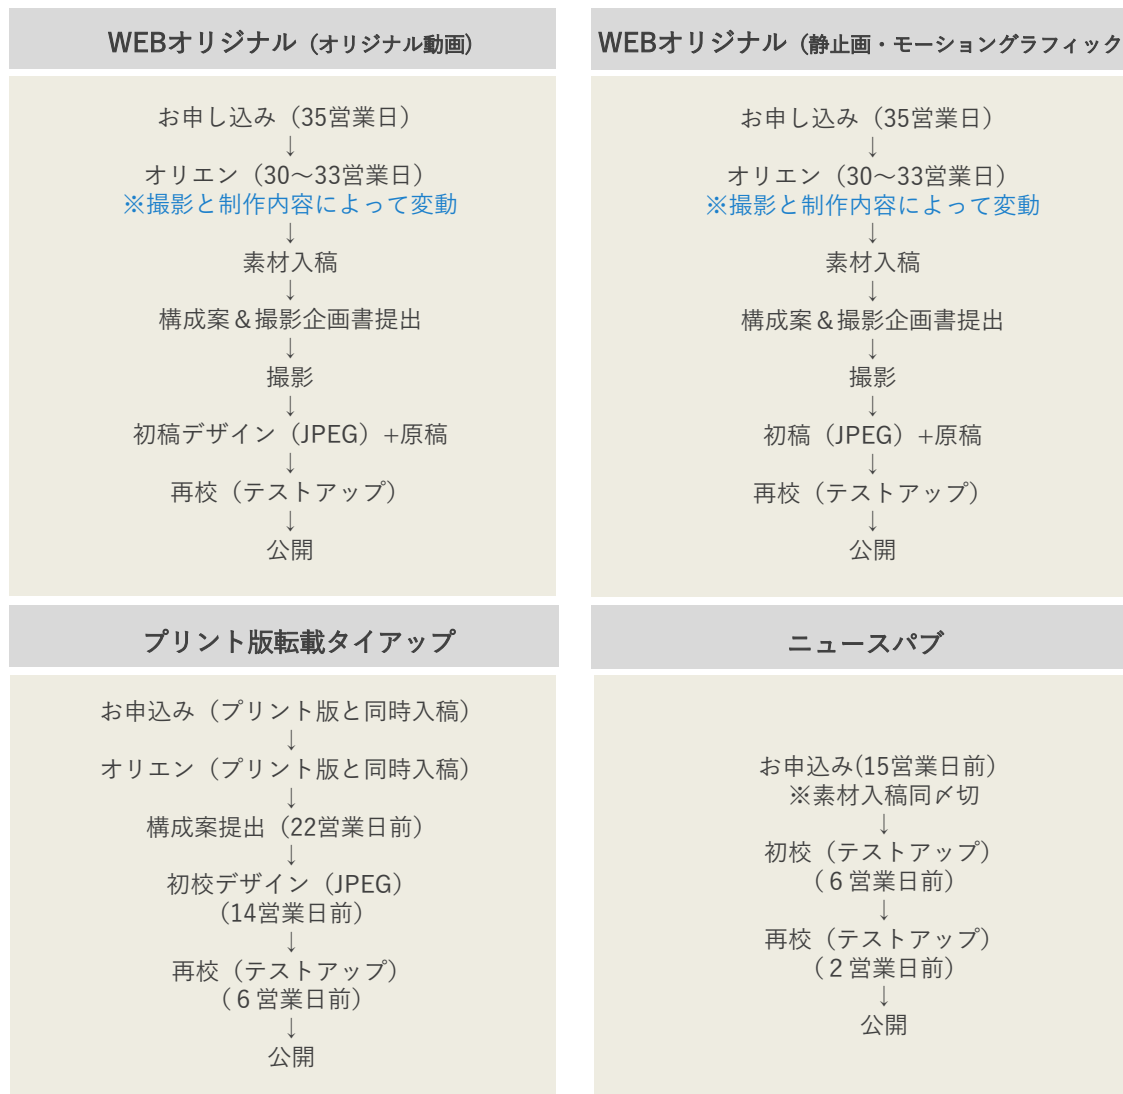 WEBオリジナル（オリジナル動画）
お申し込み（35営業日）
↓
オリエン（30～33営業日）
※撮影と制作内容によって変動
↓
素材入稿
↓
構成案＆撮影企画書提出
↓
撮影
↓
初稿デザイン（JPEG）+原稿
↓
再校（テストアップ）
↓
公開
WEBオリジナル（静止画・モーショングラフィック
お申し込み（35営業日）
↓
オリエン（30～33営業日）
※撮影と制作内容によって変動
↓
素材入稿
↓
構成案＆撮影企画書提出
↓
撮影
↓
初稿（JPEG）+原稿
↓
再校（テストアップ）
↓
公開
プリント版転載タイアップ
お申込み（プリント版と同時入稿）
↓
オリエン（プリント版と同時入稿）
↓
構成案提出（22営業日前）
↓
初校デザイン（JPEG）
（14営業日前）
↓
再校（テストアップ）
（６営業日前）
↓
公開
ニュースパブ
お申込み(15営業日前）
※素材入稿同〆切
↓
初校（テストアップ）
（６営業日前）
↓
再校（テストアップ）
（２営業日前）
↓
公開